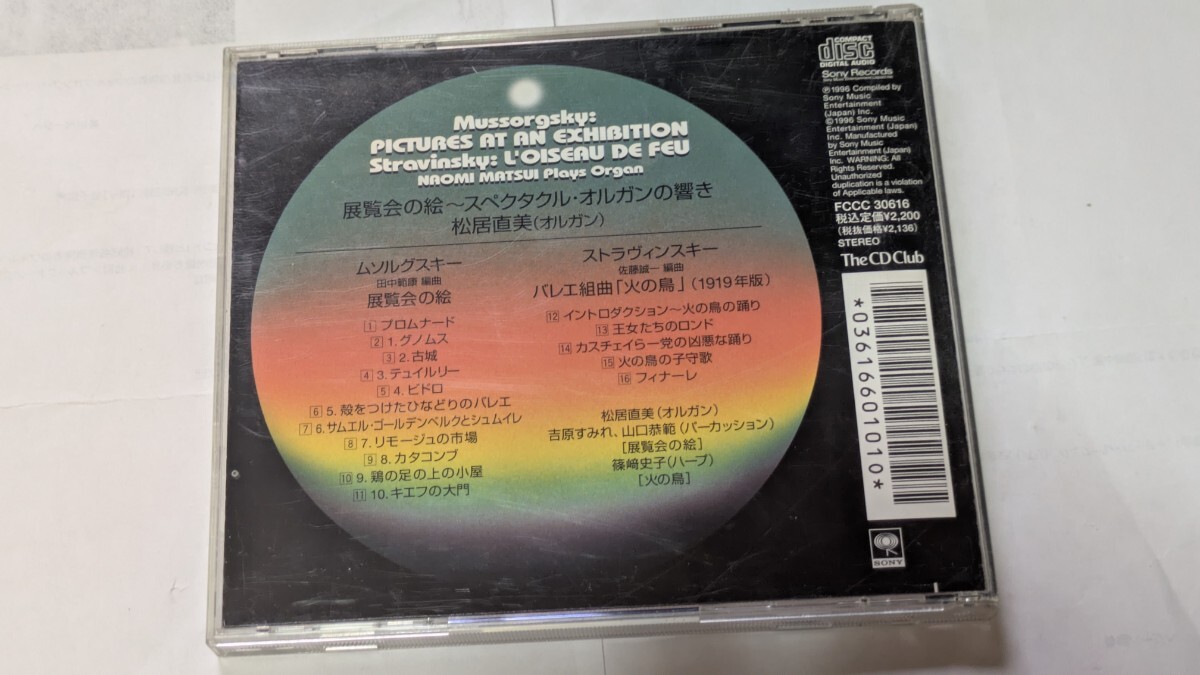 Mussorgsky:
PICTURES AT AN EXHIBITION
Stravinsky: L'OISEAU DE FEU
NAOMI MATSUI Plays Organ
展覧会の絵～スペクタクル・オルガンの響き
松居直美(オルガン)
ムソルグスキー
田中範康 編曲
展覧会の絵
1 プロムナード
2 1.グノムス
3 2.古城
4 3.テュイルリー
5 4.ビドロ
6 5.殻をつけたひなどりのバレエ
7 6.サムエル・ゴールデンベルクとシュムイレ
8 7.リモージュの市場
9 8.カタコンブ
10 9.鶏の足の上の小屋
11 10.キエフの大門
ストラヴィンスキー
佐藤誠一 編曲
バレエ組曲「火の鳥」(1919年版)
12 イントロダクション～火の鳥の踊り
13 王女たちのロンド
14 カスチェイら一党の凶悪な踊り
15 火の鳥の子守歌
16 フィナーレ
松居直美(オルガン)
吉原すみれ、山口恭範(パーカッション)
[展覧会の絵]
篠﨑史子(ハープ)
[火の鳥]
COMPACT
disc
DIGITAL AUDIO
Sony Records
℗1996 Compiled by
Sony Music
Entertainment
(Japan) Inc.
©1996 Sony Music
Entertainment (Japan)
Inc. Manufactured
by Sony Music
Entertainment (Japan)
Inc. WARNING: All
Rights Reserved.
Unauthorized
duplication is a violation
of Applicable laws.
FCCC 30616
税込定価¥2,200
(税抜価格¥2,136)
STEREO
The CD Club
*0361660101010*
SONY